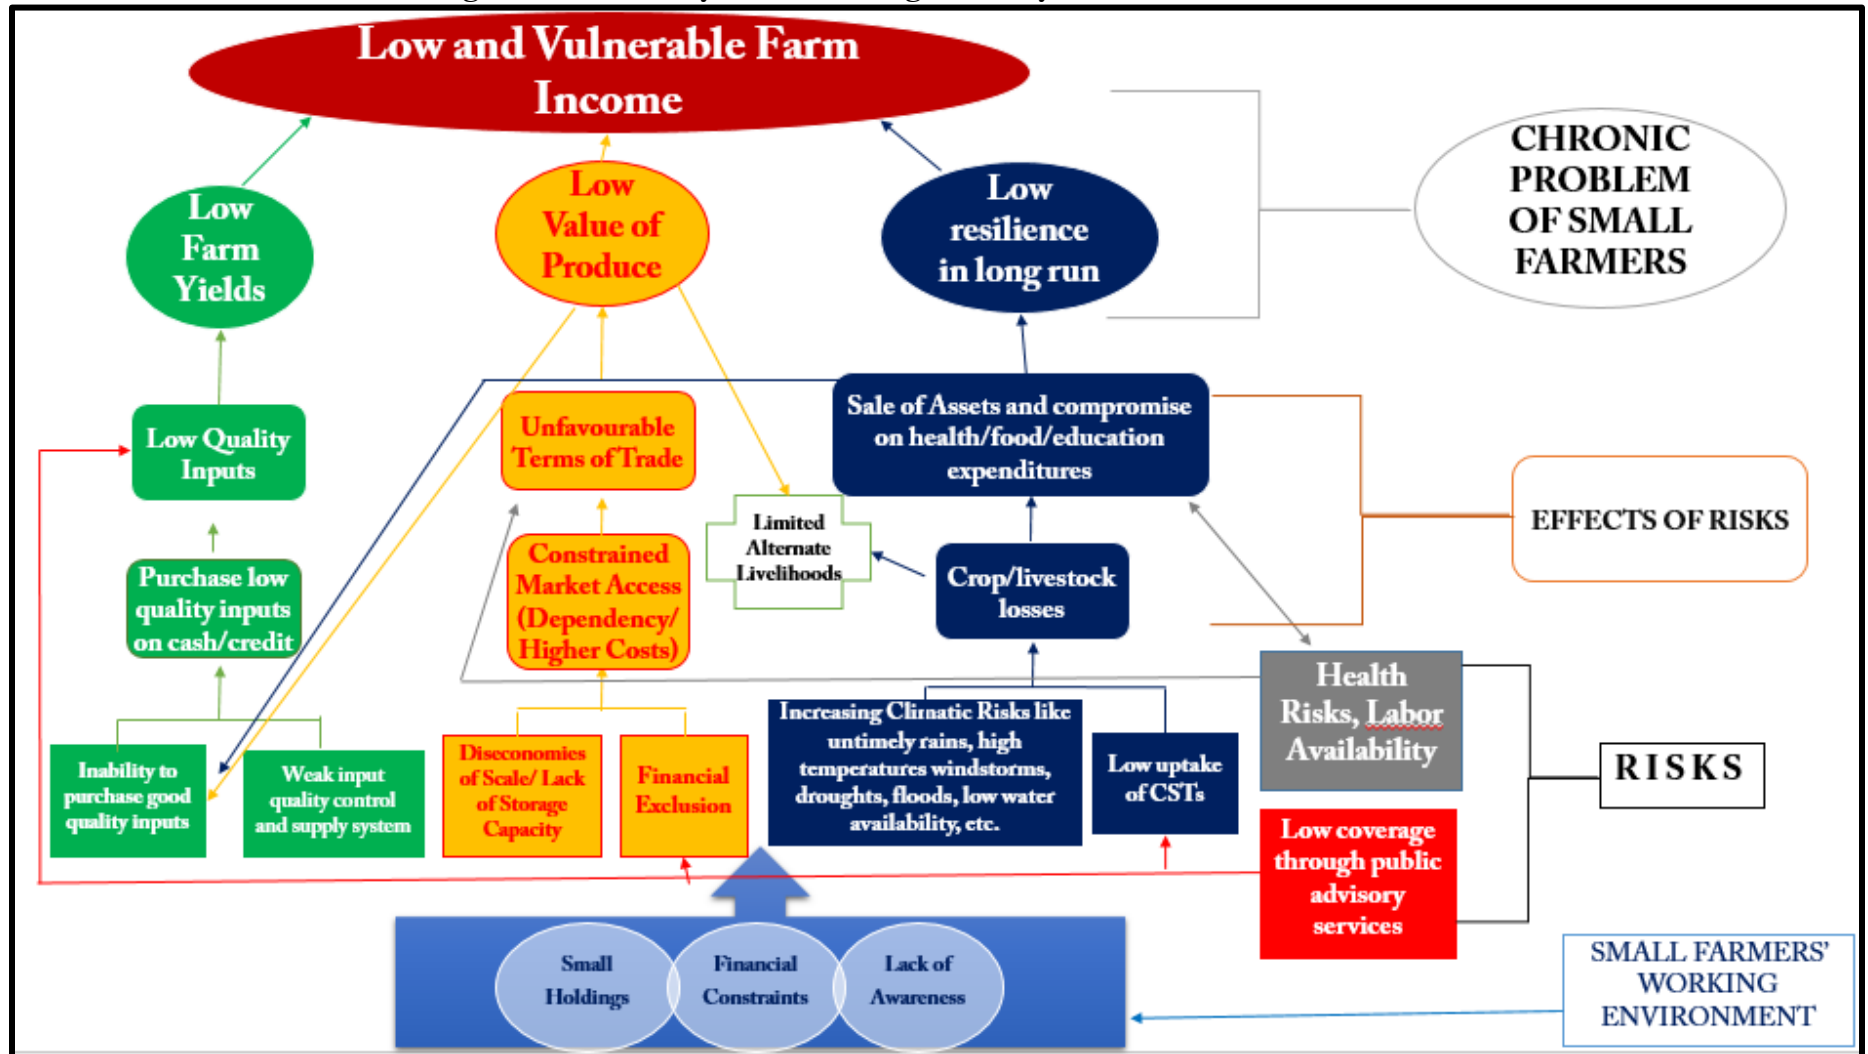 Low and Vulnerable Farm
Income
CHRONIC
PROBLEM
OF SMALL
FARMERS
Low
Farm
Yields
Low
Value of
Produce
Low
resilience
in long run
Low Quality
Inputs
Unfavourable
Terms of Trade
Sale of Assets and compromise
on health/food/education
expenditures
EFFECTS OF RISKS
Limited
Alternate
Livelihoods
Purchase low
quality inputs
on cash/credit
Constrained
Market Access
(Dependency/
Higher Costs)
Crop/livestock
losses
Health
Risks, Labor
Availability
RISKS
Inability to
purchase good
quality inputs
Weak input
quality control
and supply system
Diseconomies
of Scale/ Lack
of Storage
Capacity
Financial
Exclusion
Increasing Climatic Risks like
untimely rains, high
temperatures windstorms,
droughts, floods, low water
availability, etc.
Low uptake
of CSTs
Low coverage
through public
advisory
services
Small
Holdings
Financial
Constraints
Lack of
Awareness
SMALL FARMERS'
WORKING
ENVIRONMENT